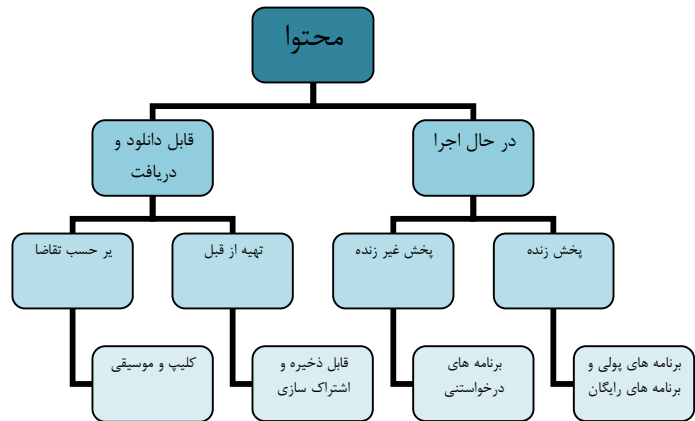 محتوا
در حال اجرا
قابل دانلود و
دریافت
پخش زنده
پخش غیر زنده
تهیه از قبل
یر حسب تقاضا
برنامه های پولی و
برنامه های رایگان
برنامه های
درخواستنی
قابل ذخیره و
اشتراک سازی
کلیپ و موسیقی